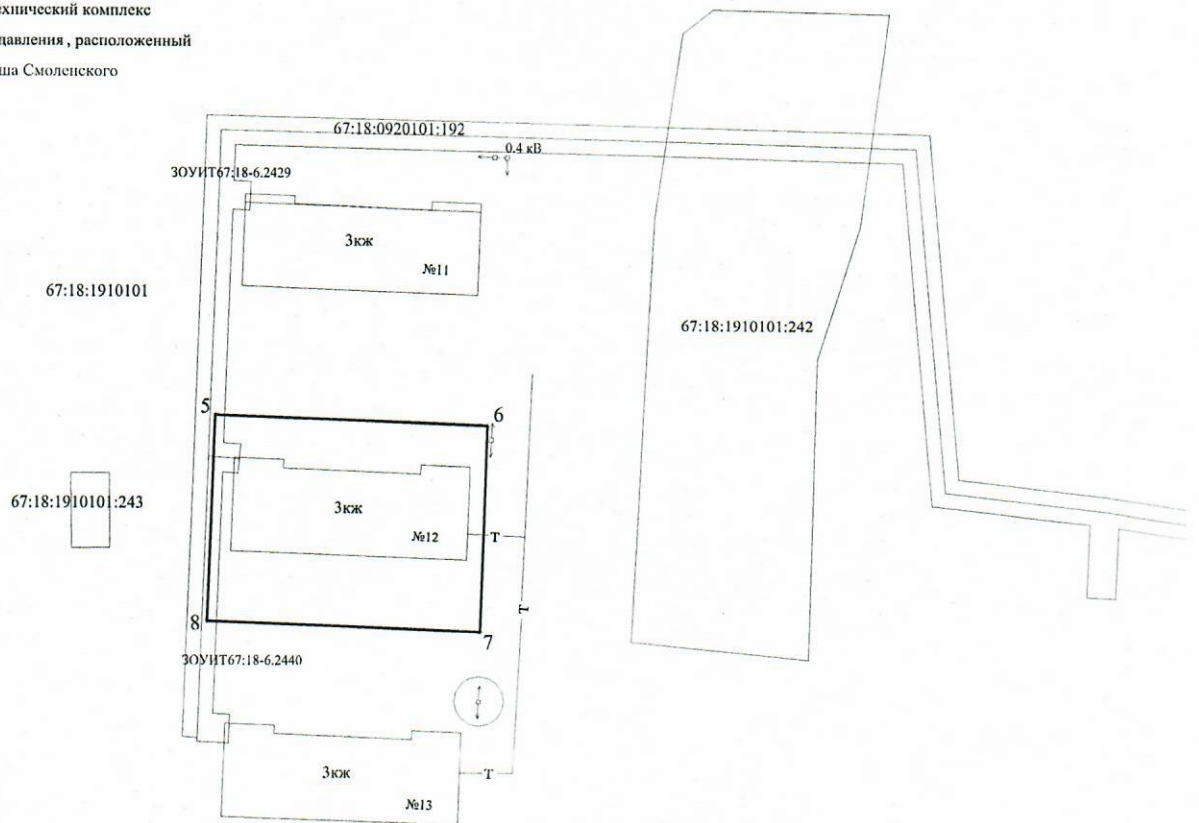 давления, расположенный
Смоленского
комплекс
67:18:0920101:192
0.4 кВ
ЗОУИТ67:18-6.2429
3кж
№11
67:18:1910101
67:18:1910101:242
5
6
67:18:1910101:243
3кж
№12
Т
Т
8
7
ЗОУИТ67:18-6.2440
3кж
Т
№13